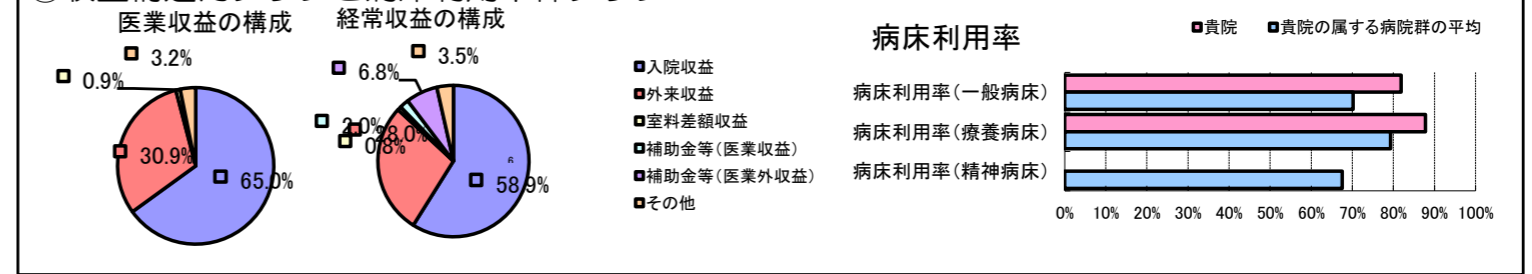 医業収益の構成
3.2%
0.9%
30.9%
65.0%
経常収益の構成
3.5%
6.8%
2.0%
28.0%
0.8%
58.9%
入院収益
外来収益
室料差額収益
補助金等(医業収益)
補助金等(医業外収益)
その他
病床利用率
貴院
貴院の属する病院群の平均
病床利用率(一般病床)
病床利用率(療養病床)
病床利用率(精神病床)
0% 10% 20% 30% 40% 50% 60% 70% 80% 90% 100%